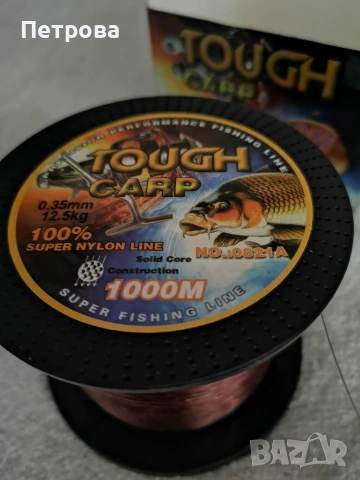 Петрова
TOUGH
CARP
PERFORMANCE FISHING LINE
TOUGH
CARP
0.35mm
12.5kg
100%
SUPER NYLON LINE
NO.:0821A
Solid Core
Construction
1000M
SUPER FISHING LINE
BAZAR